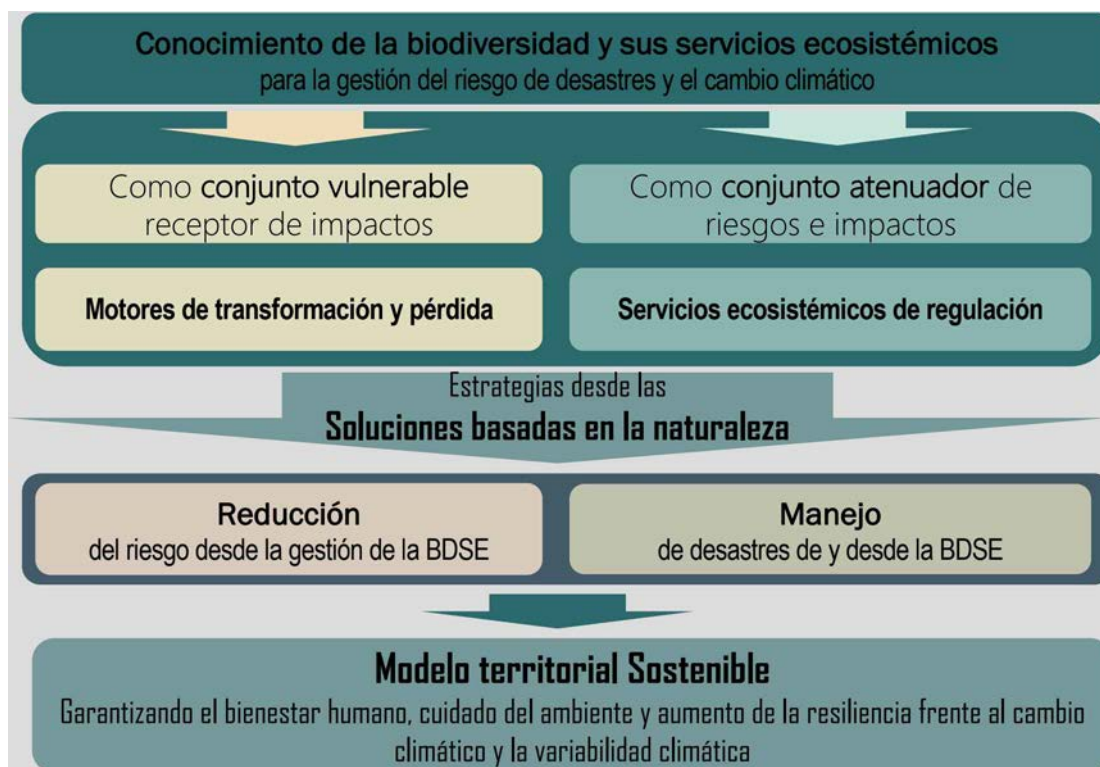 Conocimiento de la biodiversidad y sus servicios ecosistémicos
para la gestión del riesgo de desastres y el cambio climático
Como conjunto vulnerable
receptor de impactos
Como conjunto atenuador de
riesgos e impactos
Motores de transformación y pérdida
Servicios ecosistémicos de regulación
Estrategias desde las
Soluciones basadas en la naturaleza
Reducción
del riesgo desde la gestión de la BDSE
Manejo
de desastres de y desde la BDSE
Modelo territorial Sostenible
Garantizando el bienestar humano, cuidado del ambiente y aumento de la resiliencia frente al cambio
climático y la variabilidad climática